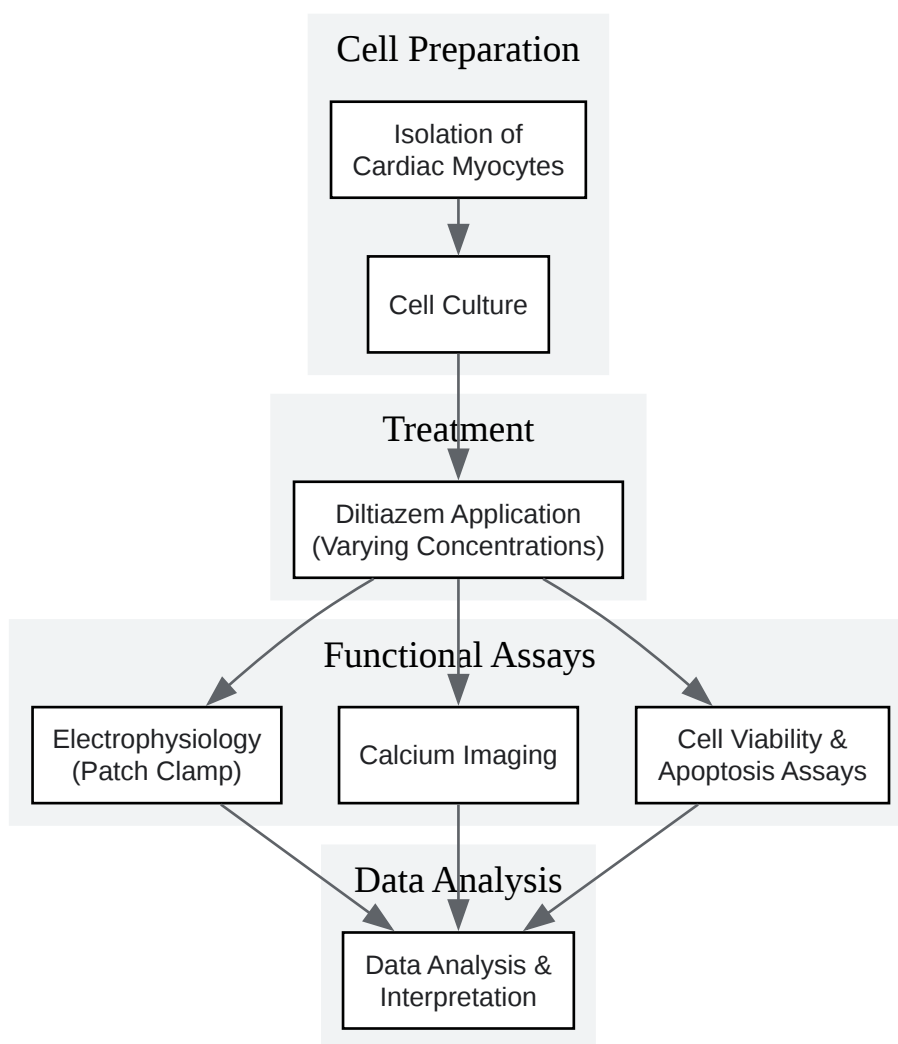 Cell Preparation
Isolation of
Cardiac Myocytes
Cell Culture
Treatment
Diltiazem Application
(Varying Concentrations)
Functional Assays
Electrophysiology
(Patch Clamp)
Calcium Imaging
Cell Viability &
Apoptosis Assays
Data Analysis
Data Analysis &
Interpretation